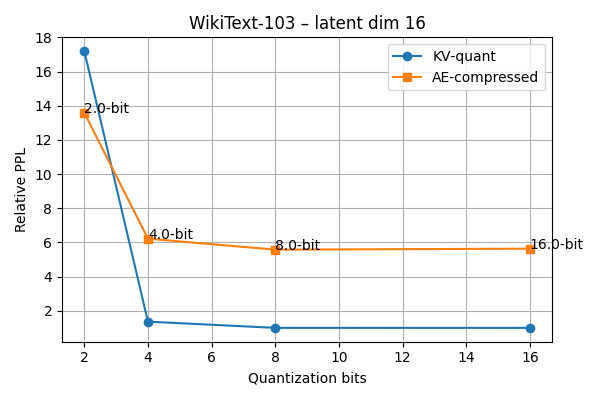 WikiText-103 – latent dim 16
18
16
14
12
10
8
6
4
2
Relative PPL
KV-quant
AE-compressed
2.0-bit
4.0-bit
8.0-bit
16.0-bit
2 4 6 8 10 12 14 16
Quantization bits